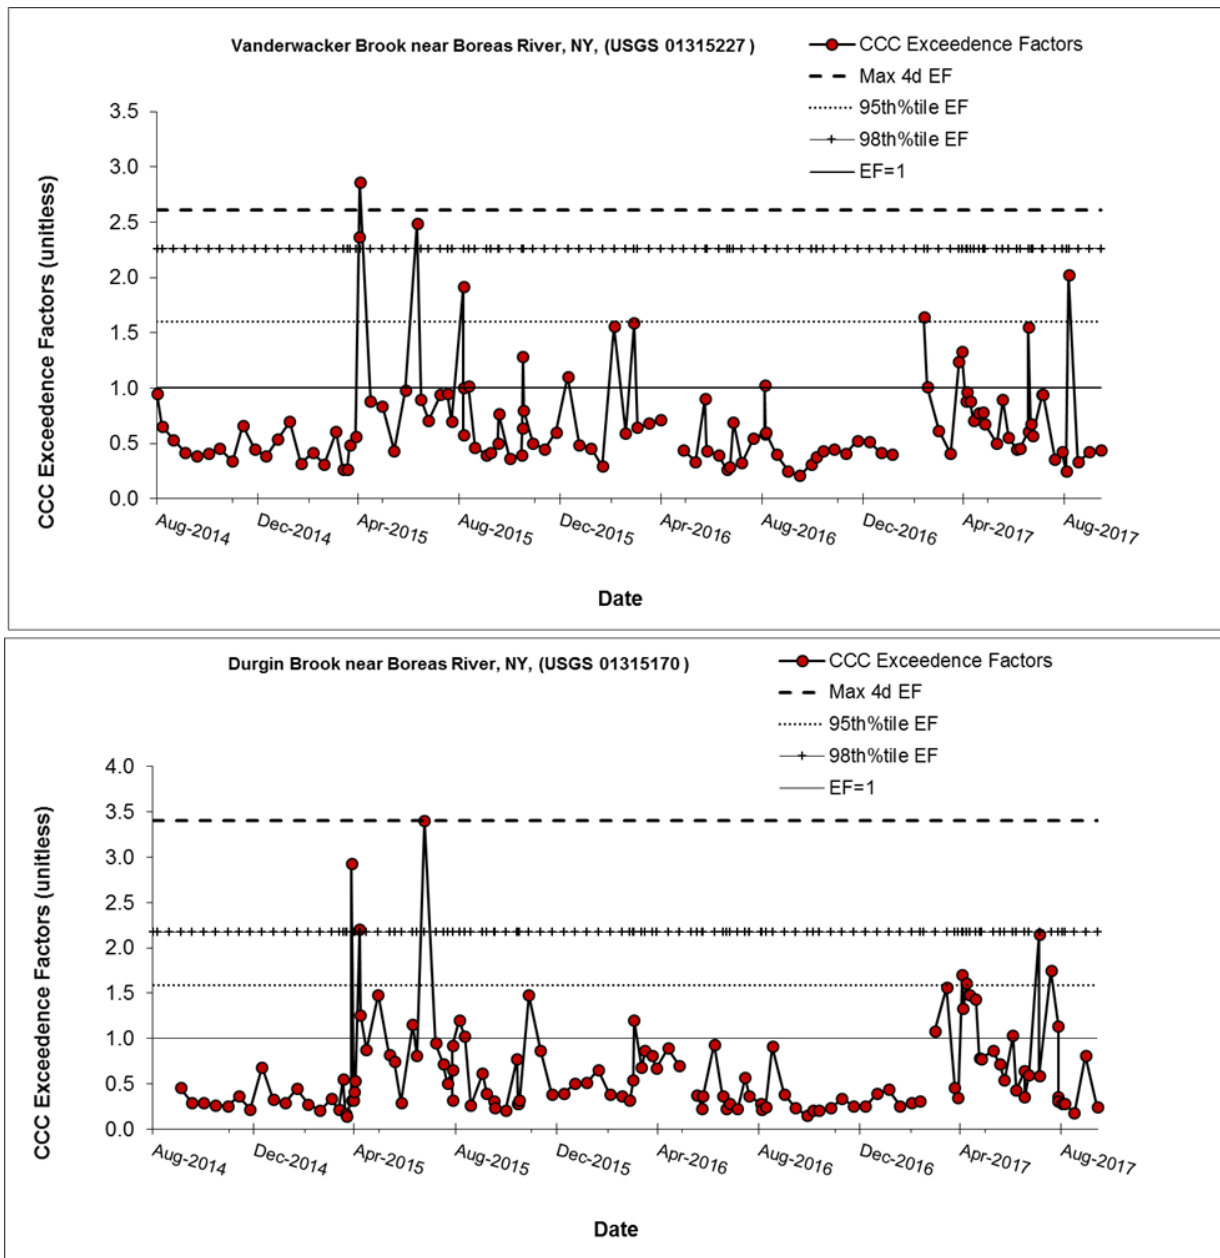 Vanderwacker Brook near Boreas River, NY, (USGS 01315227 )
CCC Exceedence Factors
Max 4d EF
95th%tile EF
98th%tile EF
EF=1
CCC Exceedence Factors (unitless)
3.5
3.0
2.5
2.0
1.5
1.0
0.5
0.0
Aug-2014
Dec-2014
Apr-2015
Aug-2015
Dec-2015
Apr-2016
Aug-2016
Dec-2016
Apr-2017
Aug-2017
Date
Durgin Brook near Boreas River, NY, (USGS 01315170 )
CCC Exceedence Factors
Max 4d EF
95th%tile EF
98th%tile EF
EF=1
CCC Exceedence Factors (unitless)
4.0
3.5
3.0
2.5
2.0
1.5
1.0
0.5
0.0
Aug-2014
Dec-2014
Apr-2015
Aug-2015
Dec-2015
Apr-2016
Aug-2016
Dec-2016
Apr-2017
Aug-2017
Date